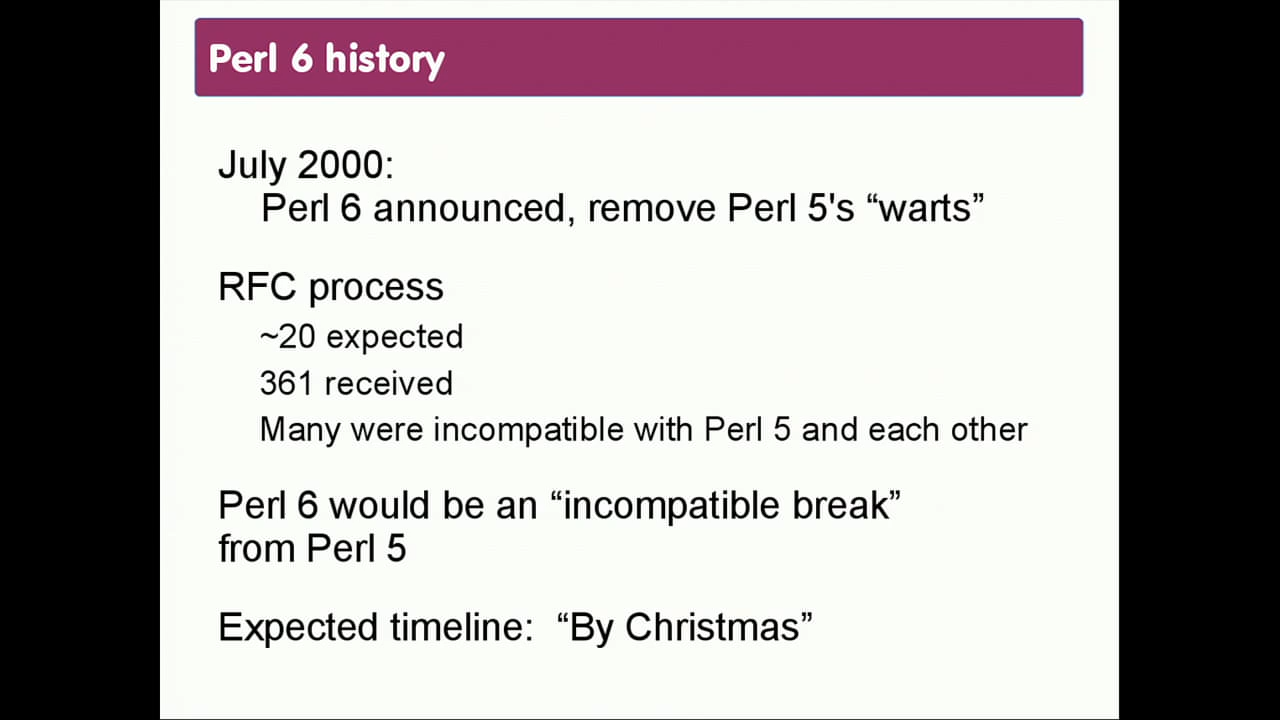 Perl 6 history
July 2000:
Perl 6 announced, remove Perl 5's “warts”
RFC process
~20 expected
361 received
Many were incompatible with Perl 5 and each other
Perl 6 would be an “incompatible break”
from Perl 5
Expected timeline: “By Christmas”